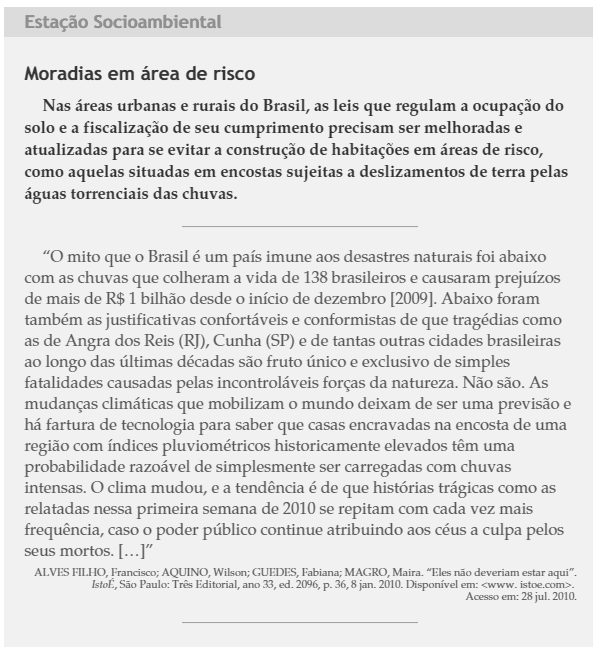 Estação Socioambiental
Moradias em área de risco
Nas áreas urbanas e rurais do Brasil, as leis que regulam a ocupação do
solo e a fiscalização de seu cumprimento precisam ser melhoradas e
atualizadas para se evitar a construção de habitações em áreas de risco,
como aquelas situadas em encostas sujeitas a deslizamentos de terra pelas
águas torrenciais das chuvas.
“O mito que o Brasil é um país imune aos desastres naturais foi abaixo
com as chuvas que colheram a vida de 138 brasileiros e causaram prejuízos
de mais de R$ 1 bilhão desde o início de dezembro [2009]. Abaixo foram
também as justificativas confortáveis e conformistas de que tragédias como
as de Angra dos Reis (RJ), Cunha (SP) e de tantas outras cidades brasileiras
ao longo das últimas décadas são fruto único e exclusivo de simples
fatalidades causadas pelas incontroláveis forças da natureza. Não são. As
mudanças climáticas que mobilizam o mundo deixam de ser uma previsão e
há fartura de tecnologia para saber que casas encravadas na encosta de uma
região com índices pluviométricos historicamente elevados têm uma
probabilidade razoável de simplesmente ser carregadas com chuvas
intensas. O clima mudou, e a tendência é de que histórias trágicas como as
relatadas nessa primeira semana de 2010 se repitam com cada vez mais
frequência, caso o poder público continue atribuindo aos céus a culpa pelos
seus mortos. […]”
ALVES FILHO, Francisco; AQUINO, Wilson; GUEDES, Fabiana; MAGRO, Maira. “Eles não deveriam estar aqui”.
IstoÉ, São Paulo: Três Editorial, ano 33, ed. 2096, p. 36, 8 jan. 2010. Disponível em: <www. istoe.com>.
Acesso em: 28 jul. 2010.